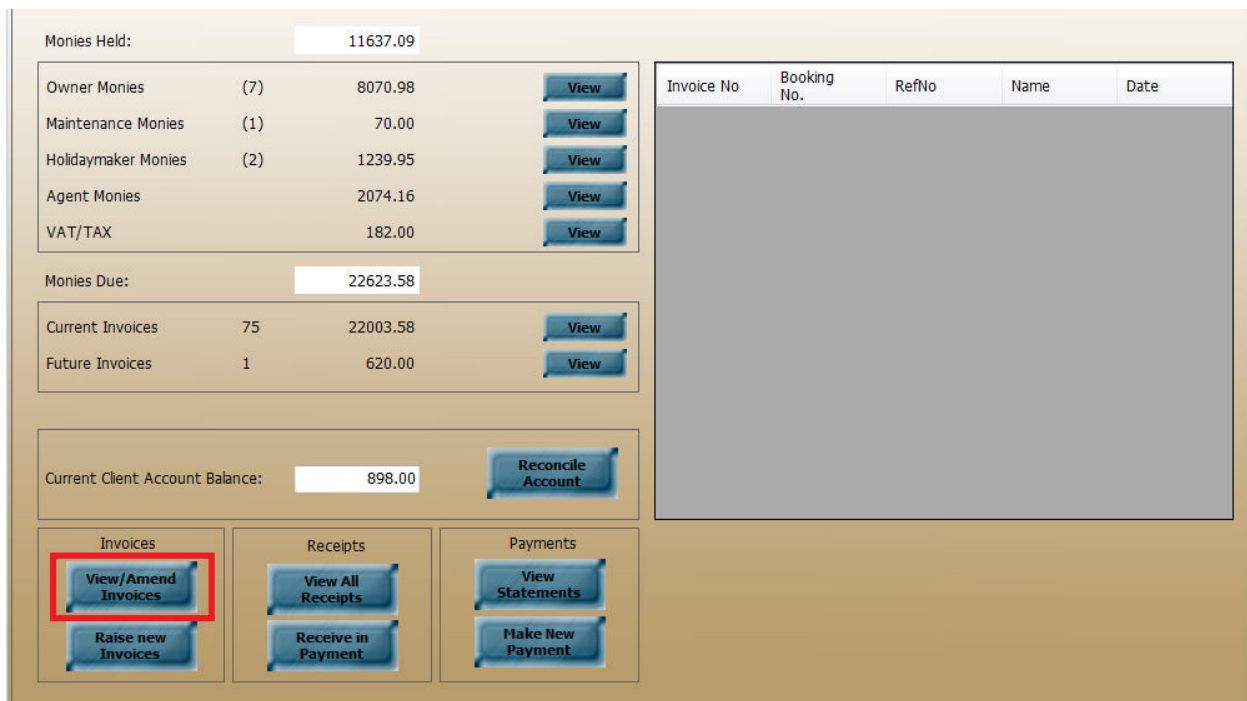 Monies Held: 11637.09
Owner Monies (7) 8070.98 View
Maintenance Monies (1) 70.00 View
Holidaymaker Monies (2) 1239.95 View
Agent Monies 2074.16 View
VAT/TAX 182.00 View
Monies Due: 22623.58
Current Invoices 75 22003.58 View
Future Invoices 1 620.00 View
Current Client Account Balance: 898.00
Reconcile
Account
Invoices
View/Amend
Invoices
Raise new
Invoices
Receipts
View All
Receipts
Receive in
Payment
Payments
View
Statements
Make New
Payment
Invoice No Booking No. RefNo Name Date